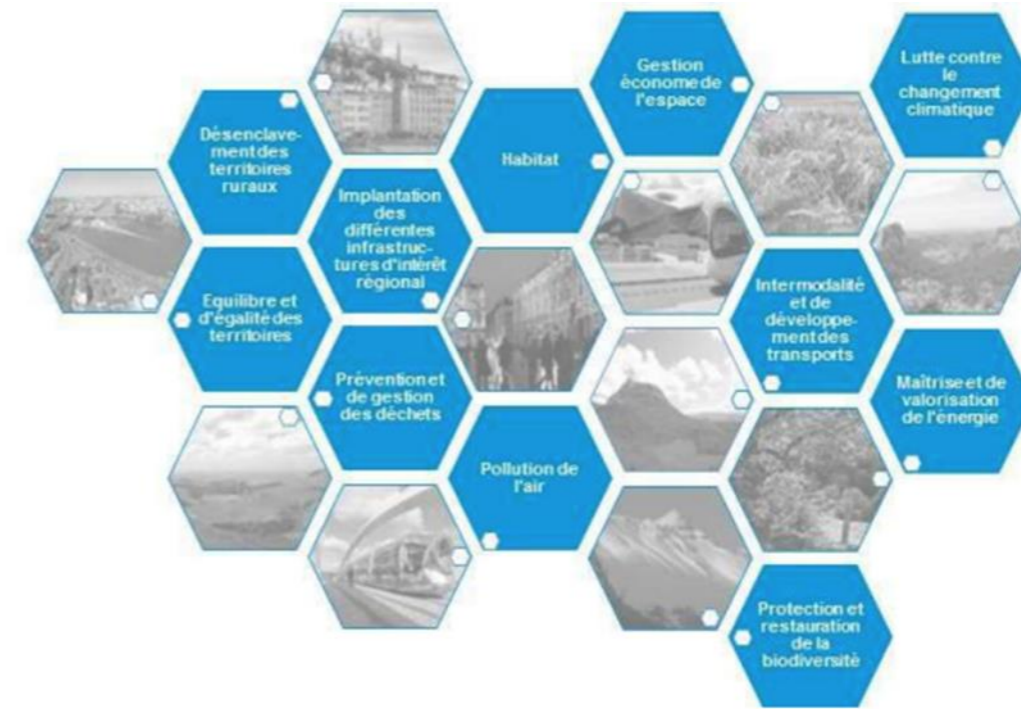 Gestion
économe de
l'espace
Lutte contre
le
changement
climatique
Désenclave-
ment des
territoires
ruraux
Habitat
Implantation
des
différentes
infrastruc-
tures d'intérêt
régional
Equilibre et
d'égalité des
territoires
Intermodalité
et de
développe-
ment des
transports
Prévention et
de gestion
des déchets
Maîtrise et de
valorisation
de l'énergie
Pollution de
l'air
Protection et
restauration
de la
biodiversité